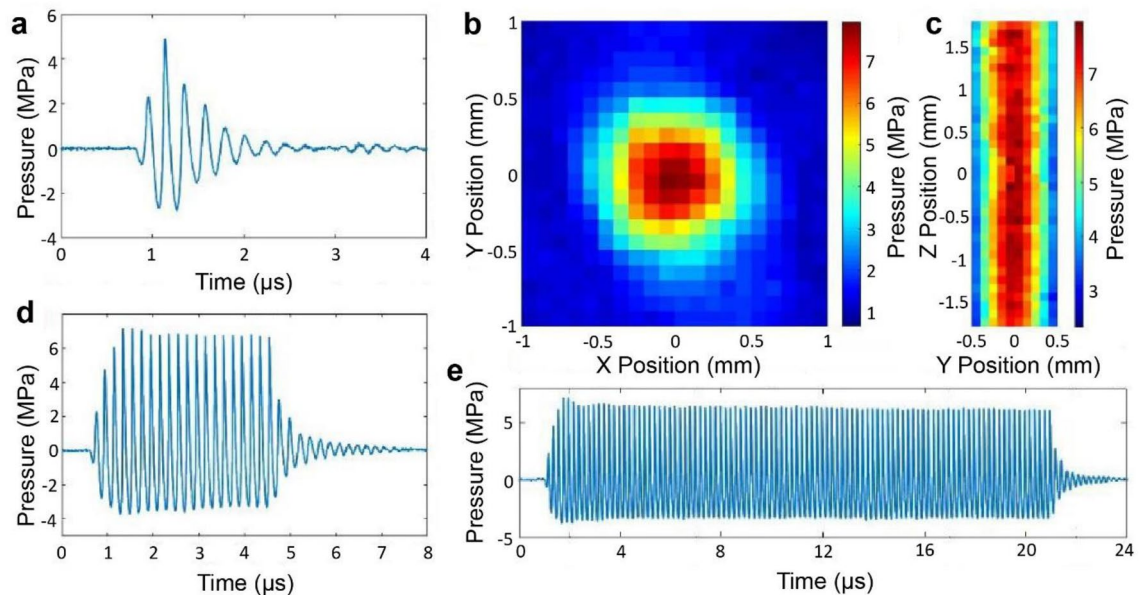 a
Pressure (MPa)
6
4
2
0
-2
-4
0 1 2 3 4
Time (µs)
b
Y Position (mm)
1
0.5
0
-0.5
-1
-1 -0.5 0 0.5 1
X Position (mm)
7
6
5
4
3
2
1
Pressure (MPa)
c
Z Position (mm)
1.5
1
0.5
0
-0.5
-1
-1.5
-0.5 0 0.5
Y Position (mm)
7
6
5
4
3
Pressure (MPa)
d
Pressure (MPa)
6
4
2
0
-2
-4
0 1 2 3 4 5 6 7 8
Time (µs)
e
Pressure (MPa)
5
0
-5
0 4 8 12 16 20 24
Time (µs)